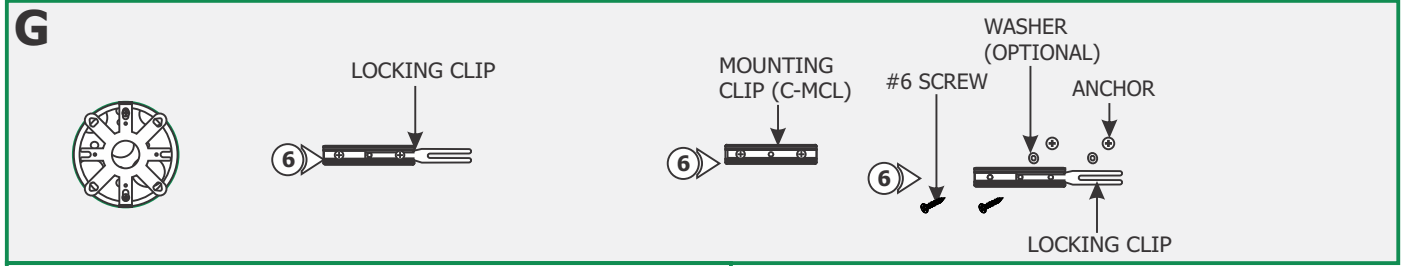 G
LOCKING CLIP
6
MOUNTING
CLIP (C-MCL)
6
#6 SCREW
WASHER
(OPTIONAL)
ANCHOR
6
LOCKING CLIP